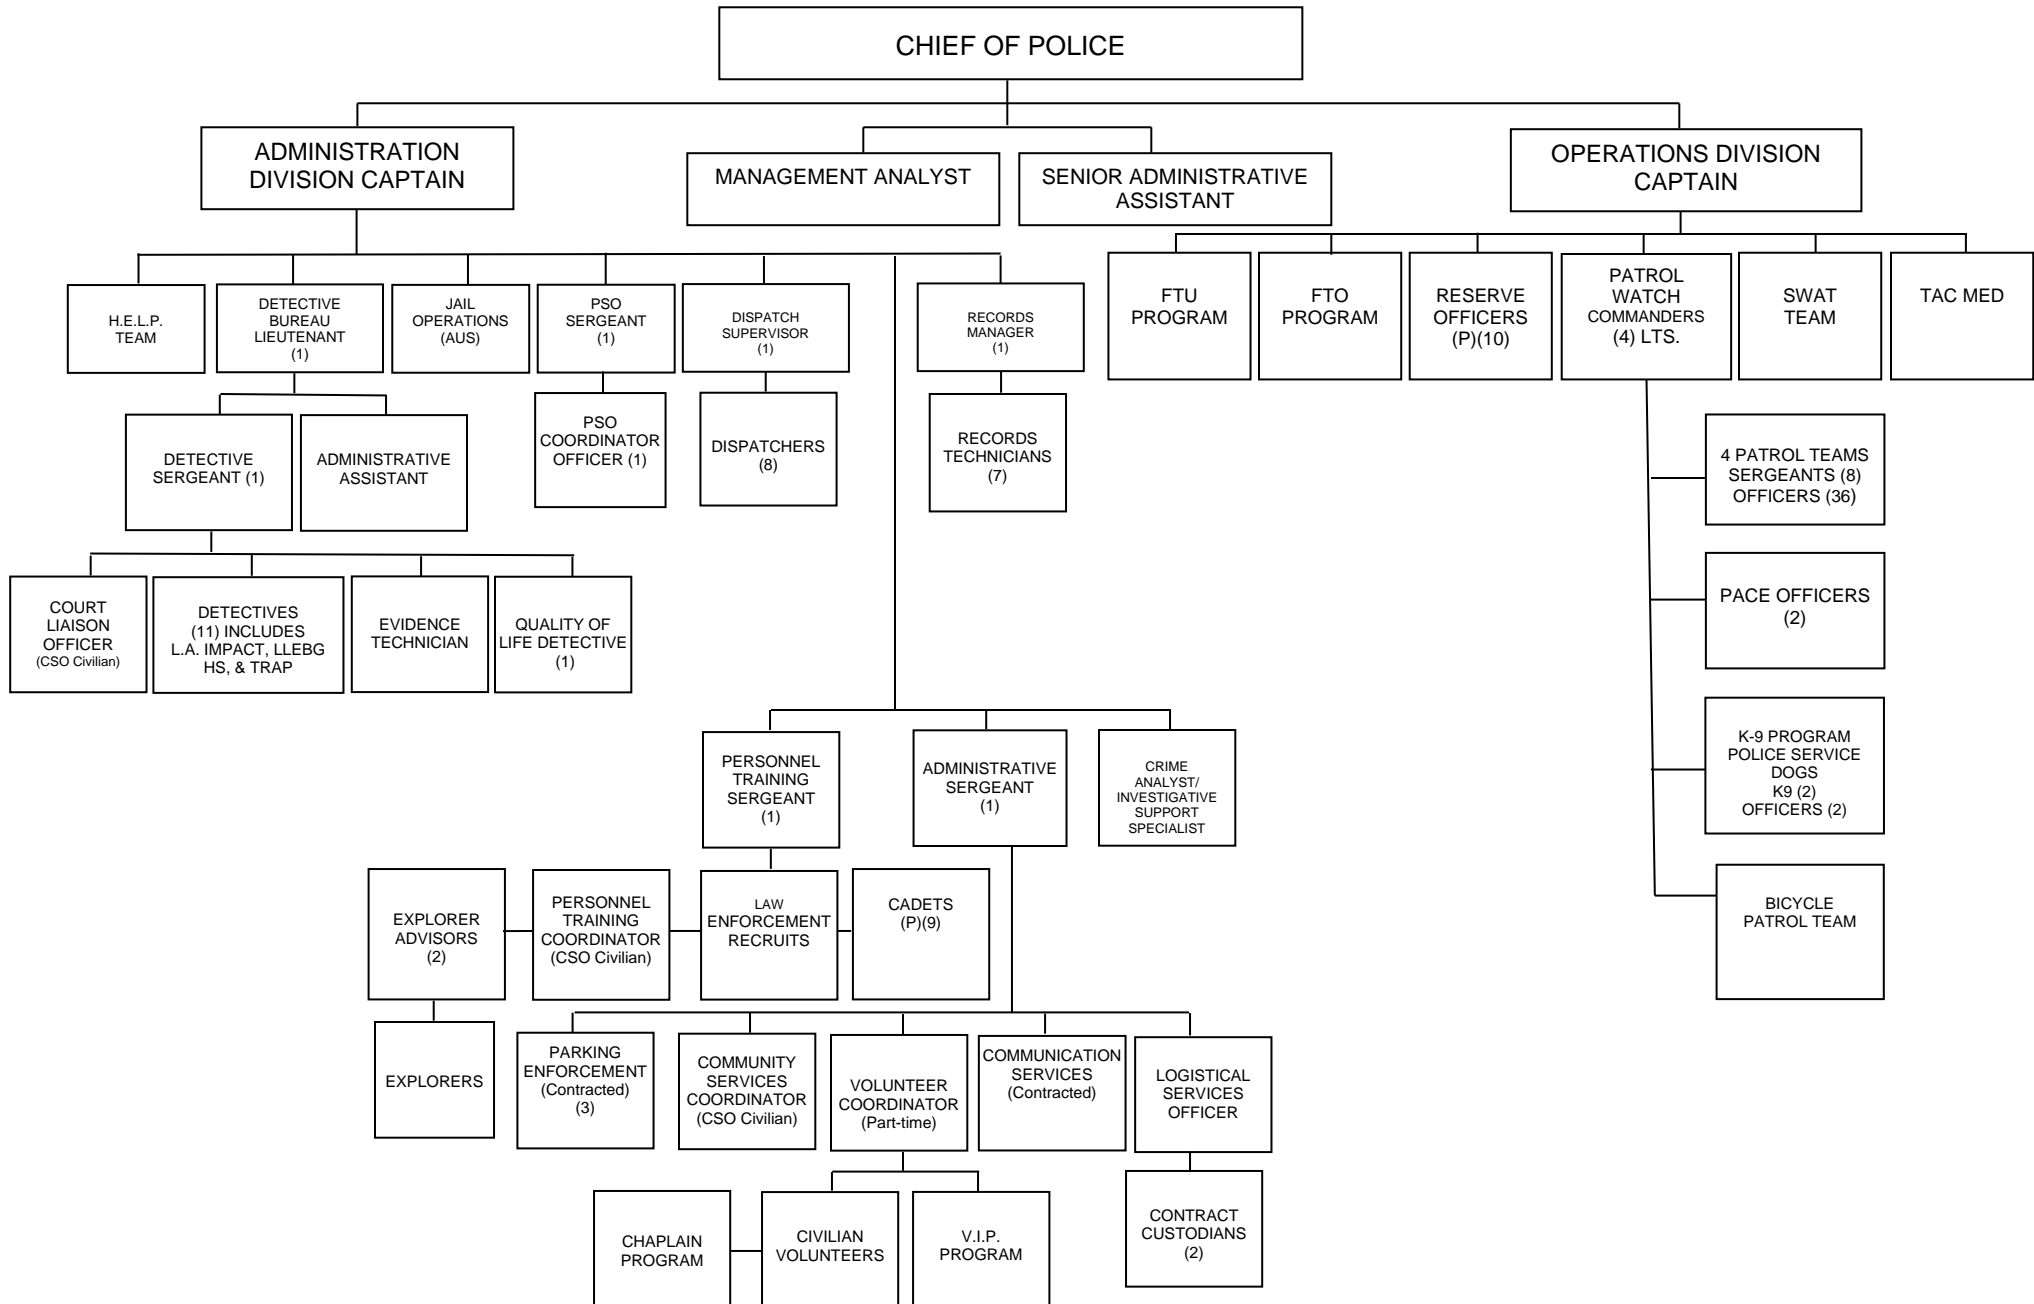 CHIEF OF POLICE
ADMINISTRATION
DIVISION CAPTAIN
MANAGEMENT ANALYST
SENIOR ADMINISTRATIVE
ASSISTANT
OPERATIONS DIVISION
CAPTAIN
H.E.L.P.
TEAM
DETECTIVE
BUREAU
LIEUTENANT
(1)
JAIL
OPERATIONS
(AUS)
PSO
SERGEANT
(1)
DISPATCH
SUPERVISOR
(1)
RECORDS
MANAGER
(1)
FTU
PROGRAM
FTO
PROGRAM
RESERVE
OFFICERS
(P)(10)
PATROL
WATCH
COMMANDERS
(4) LTS.
SWAT
TEAM
TAC MED
DETECTIVE
SERGEANT (1)
ADMINISTRATIVE
ASSISTANT
PSO
COORDINATOR
OFFICER (1)
DISPATCHERS
(8)
RECORDS
TECHNICIANS
(7)
4 PATROL TEAMS
SERGEANTS (8)
OFFICERS (36)
COURT
LIAISON
OFFICER
(CSO Civilian)
DETECTIVES
(11) INCLUDES
L.A. IMPACT, LLEBG
HS, & TRAP
EVIDENCE
TECHNICIAN
QUALITY OF
LIFE DETECTIVE
(1)
PACE OFFICERS
(2)
K-9 PROGRAM
POLICE SERVICE
DOGS
K9 (2)
OFFICERS (2)
PERSONNEL
TRAINING
SERGEANT
(1)
ADMINISTRATIVE
SERGEANT
(1)
CRIME
ANALYST/
INVESTIGATIVE
SUPPORT
SPECIALIST
EXPLORER
ADVISORS
(2)
PERSONNEL
TRAINING
COORDINATOR
(CSO Civilian)
LAW
ENFORCEMENT
RECRUITS
CADETS
(P)(9)
BICYCLE
PATROL TEAM
EXPLORERS
PARKING
ENFORCEMENT
(Contracted)
(3)
COMMUNITY
SERVICES
COORDINATOR
(CSO Civilian)
VOLUNTEER
COORDINATOR
(Part-time)
COMMUNICATION
SERVICES
(Contracted)
LOGISTICAL
SERVICES
OFFICER
CHAPLAIN
PROGRAM
CIVILIAN
VOLUNTEERS
V.I.P.
PROGRAM
CONTRACT
CUSTODIANS
(2)